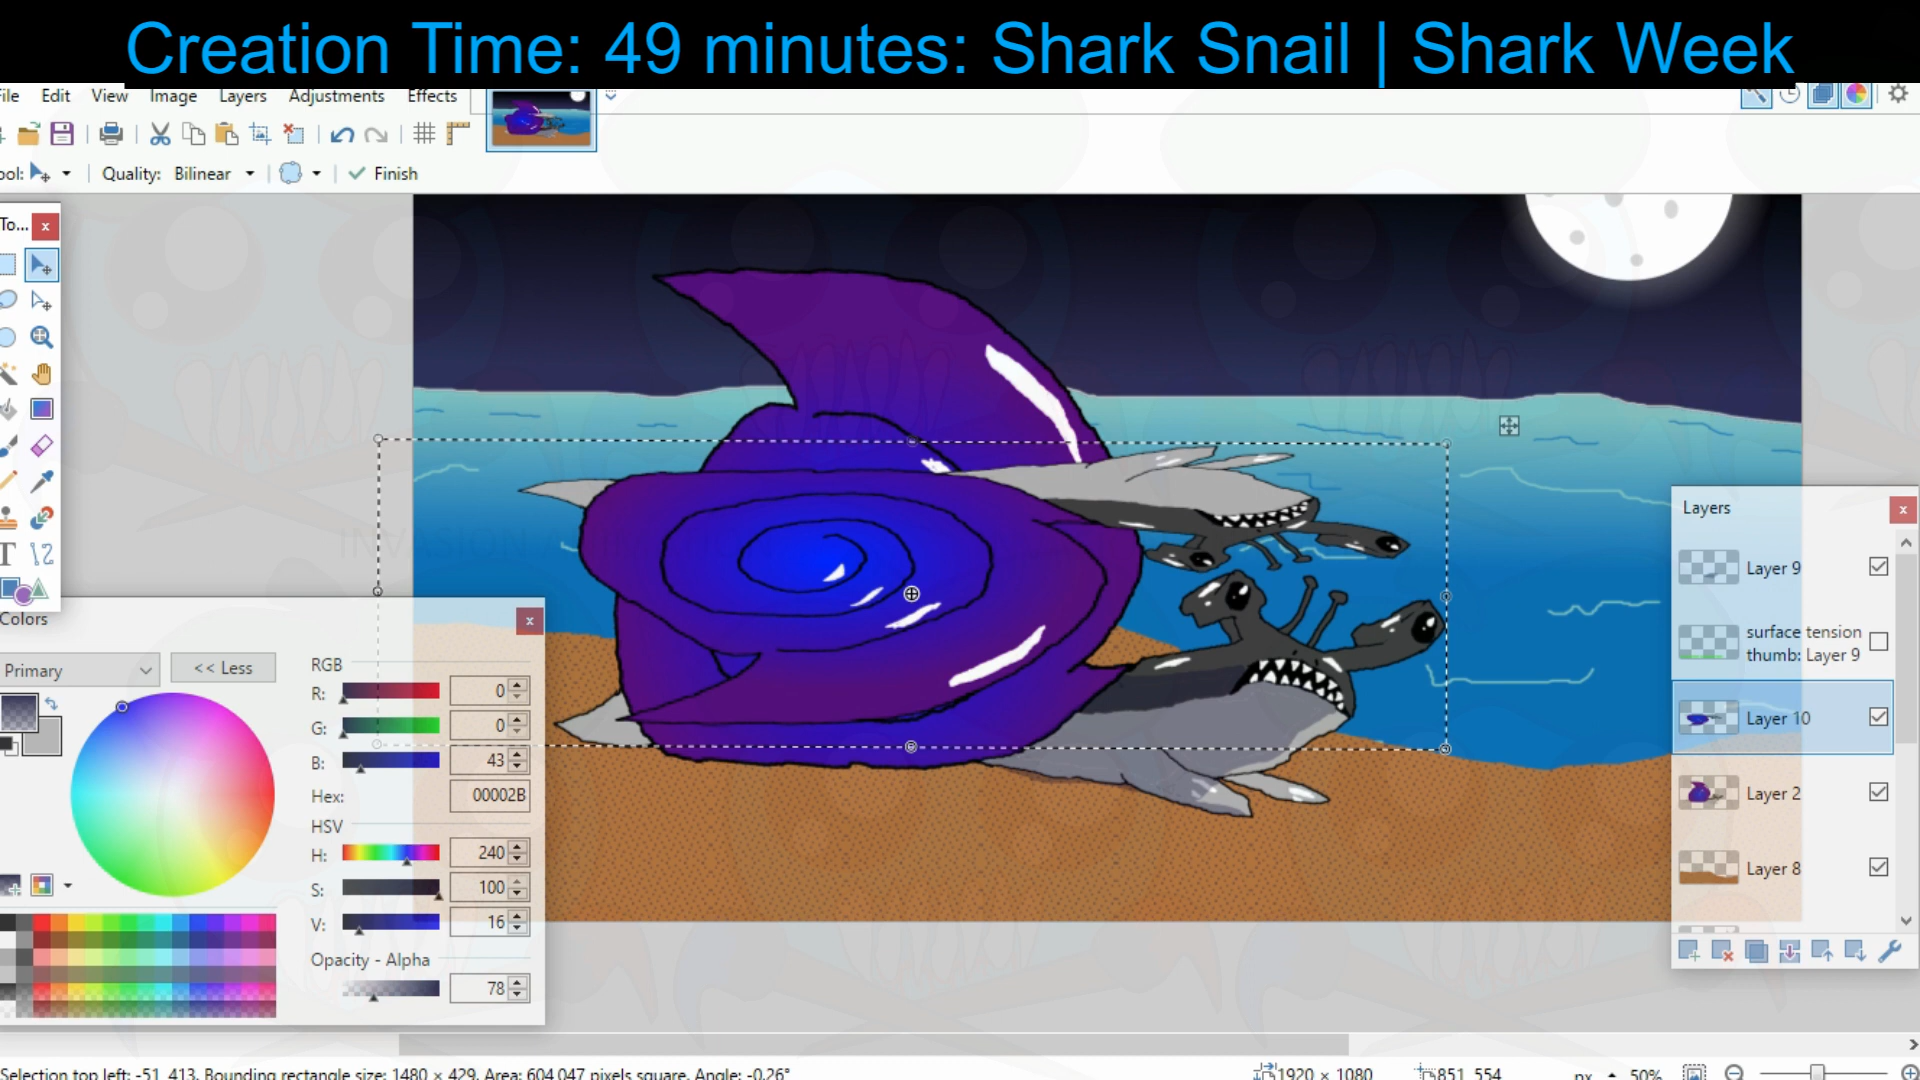 Creation Time: 49 minutes: Shark Snail | Shark Week
ile Edit View Image Layers Adjustments Effects
ool: Quality: Bilinear Finish
To...
Colors
Primary
<< Less
RGB
R: 0
G: 0
B: 43
Hex: 00002B
HSV
H: 240
S: 100
V: 16
Opacity - Alpha
78
Layers
Layer 9
surface tension
thumb: Layer 9
Layer 10
Layer 2
Layer 8
Selection top left: -51, 413. Bounding rectangle size: 1480 × 429. Area: 604,047 pixels square. Angle: -0.26°
1920 × 1080 851, 554 px 50%